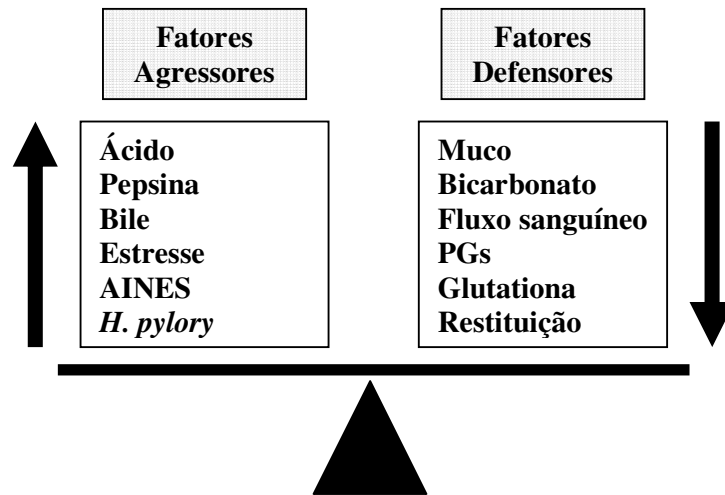 Fatores
Agressores
Fatores
Defensores
Ácido
Pepsina
Bile
Estresse
AINES
H. pylory
Muco
Bicarbonato
Fluxo sanguíneo
PGs
Glutationa
Restituição